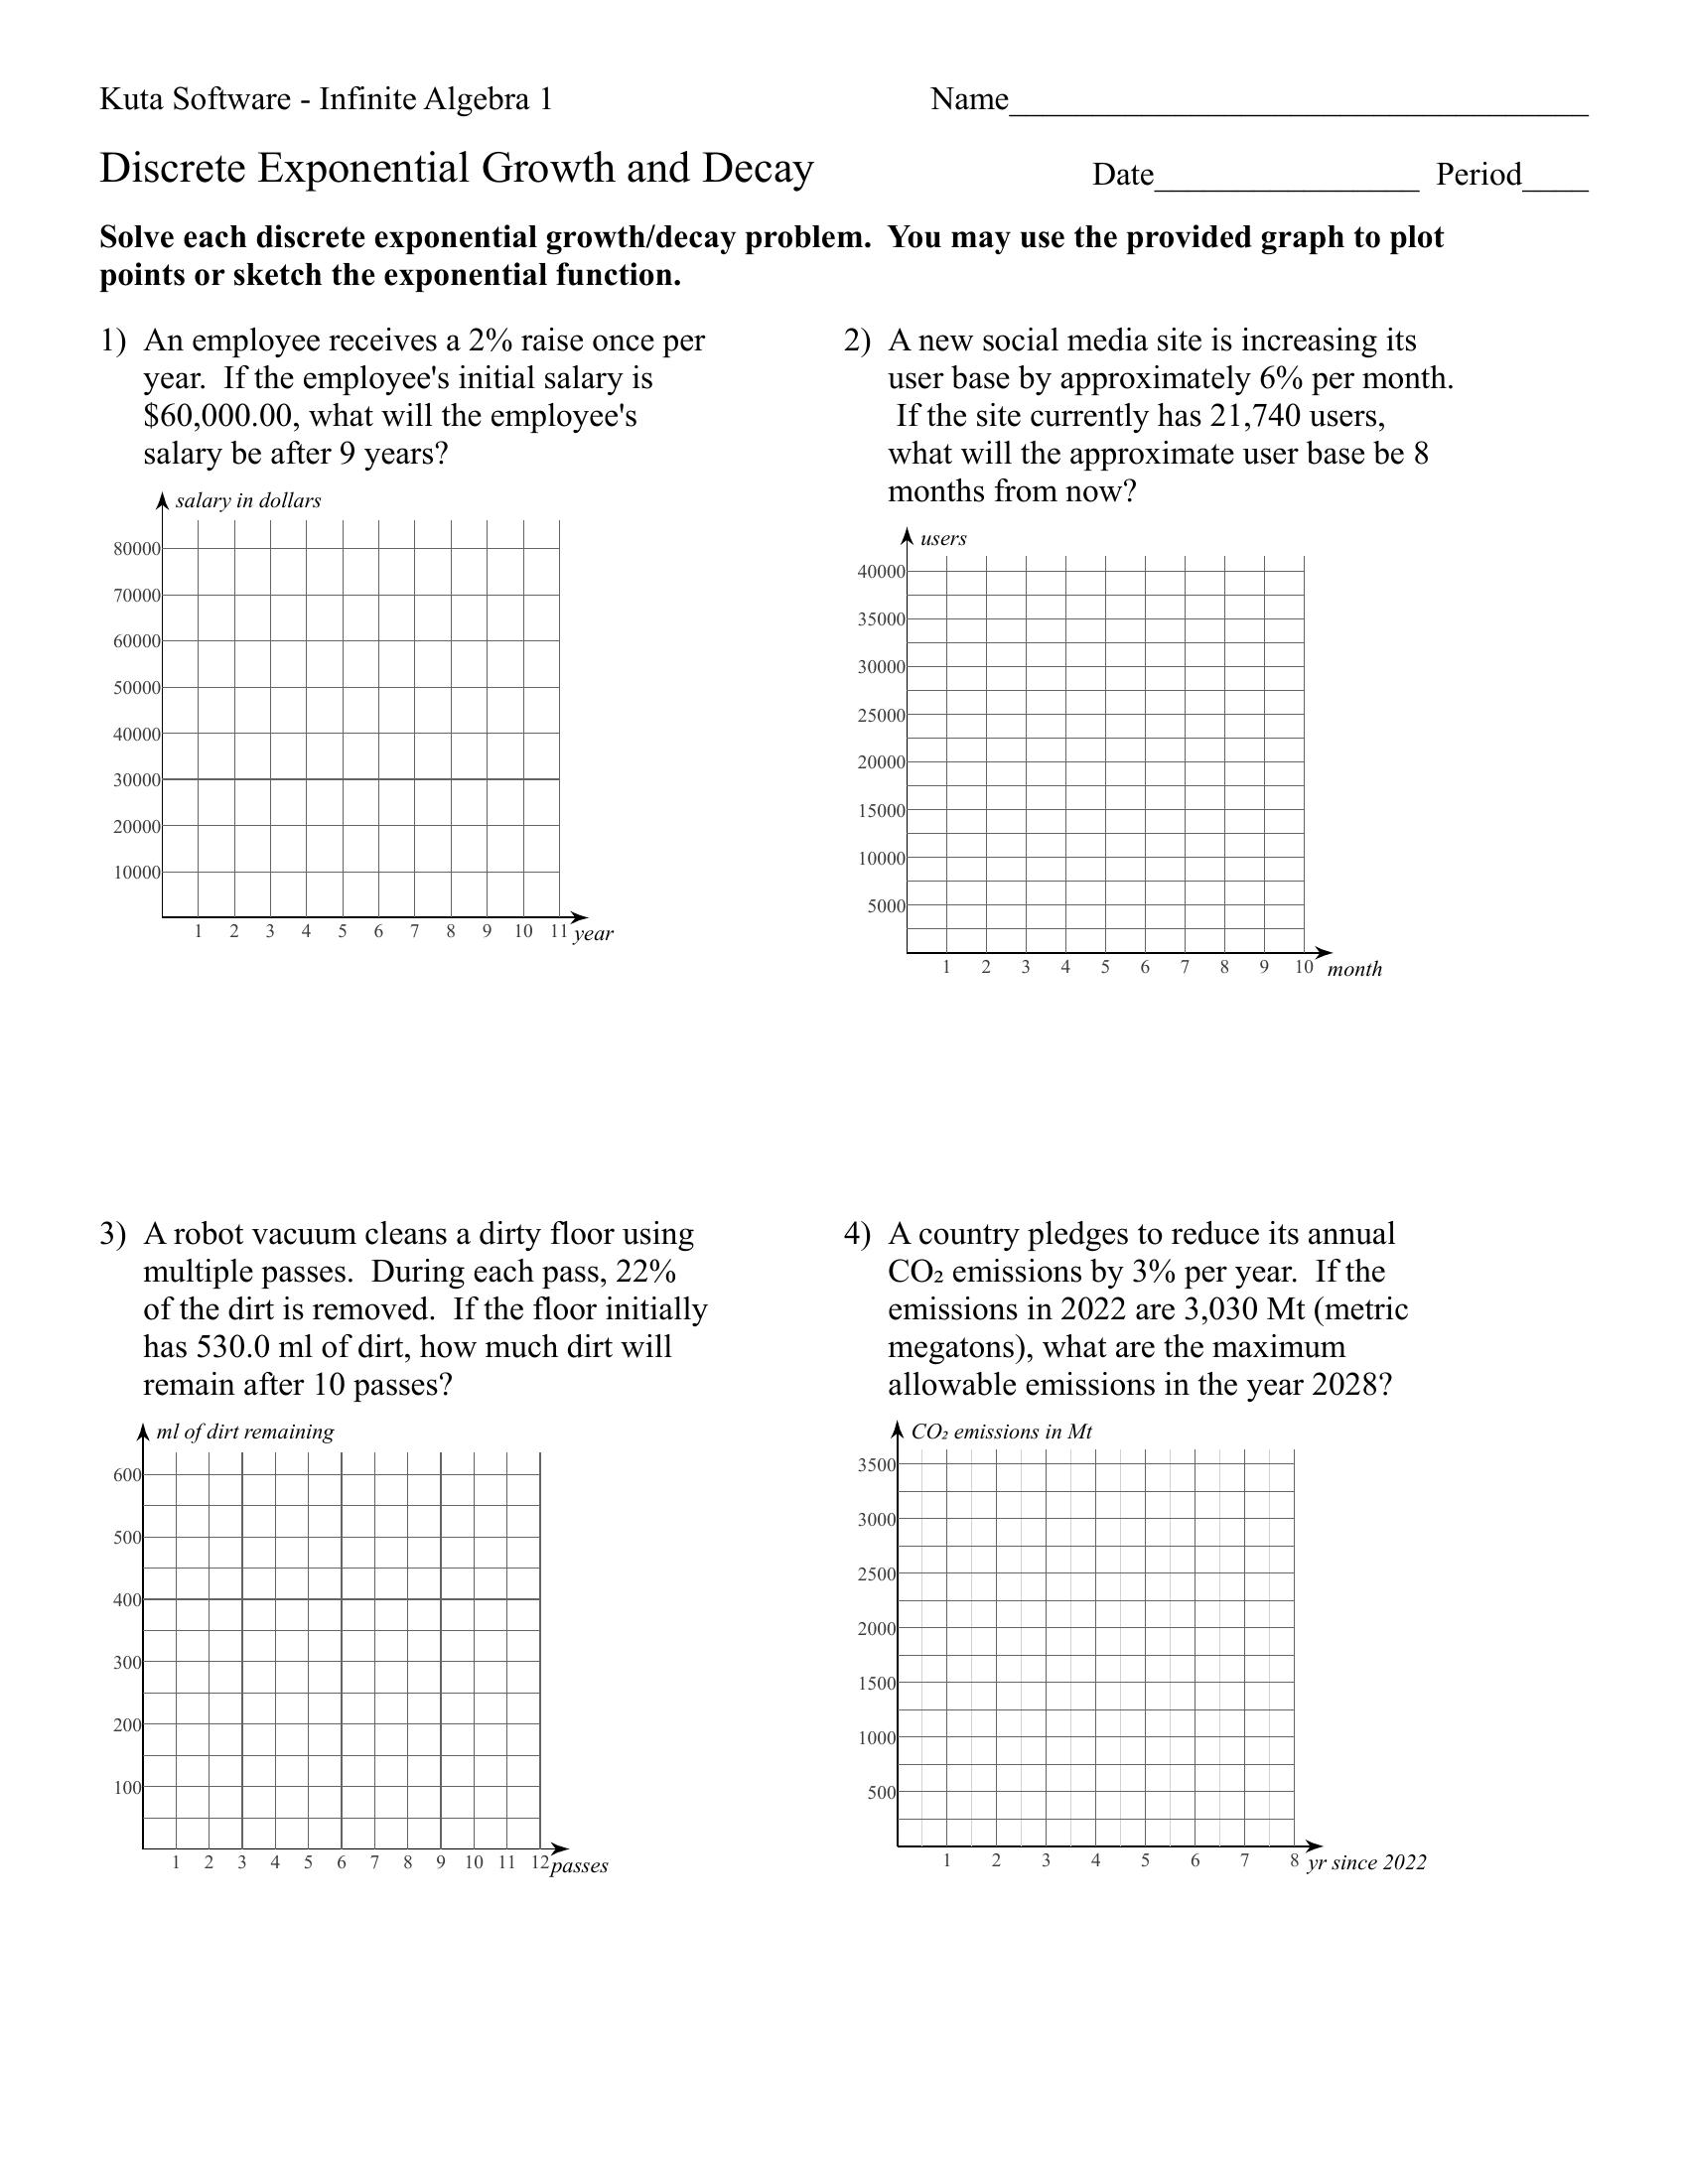 Kuta Software - Infinite Algebra 1
Name___________________________________
Discrete Exponential Growth and Decay
Date________________ Period____
Solve each discrete exponential growth/decay problem.  You may use the provided graph to plot
points or sketch the exponential function.
1) An employee receives a 2% raise once per
year.  If the employee's initial salary is
$60,000.00, what will the employee's
salary be after 9 years?
salary in dollars
80000
70000
60000
50000
40000
30000
20000
10000
1 2 3 4 5 6 7 8 9 10 11 year
2) A new social media site is increasing its
user base by approximately 6% per month.
If the site currently has 21,740 users,
what will the approximate user base be 8
months from now?
users
40000
35000
30000
25000
20000
15000
10000
5000
1 2 3 4 5 6 7 8 9 10 month
3) A robot vacuum cleans a dirty floor using
multiple passes.  During each pass, 22%
of the dirt is removed.  If the floor initially
has 530.0 ml of dirt, how much dirt will
remain after 10 passes?
ml of dirt remaining
600
500
400
300
200
100
1 2 3 4 5 6 7 8 9 10 11 12 passes
4) A country pledges to reduce its annual
CO₂ emissions by 3% per year.  If the
emissions in 2022 are 3,030 Mt (metric
megatons), what are the maximum
allowable emissions in the year 2028?
CO₂ emissions in Mt
3500
3000
2500
2000
1500
1000
500
1 2 3 4 5 6 7 8 yr since 2022